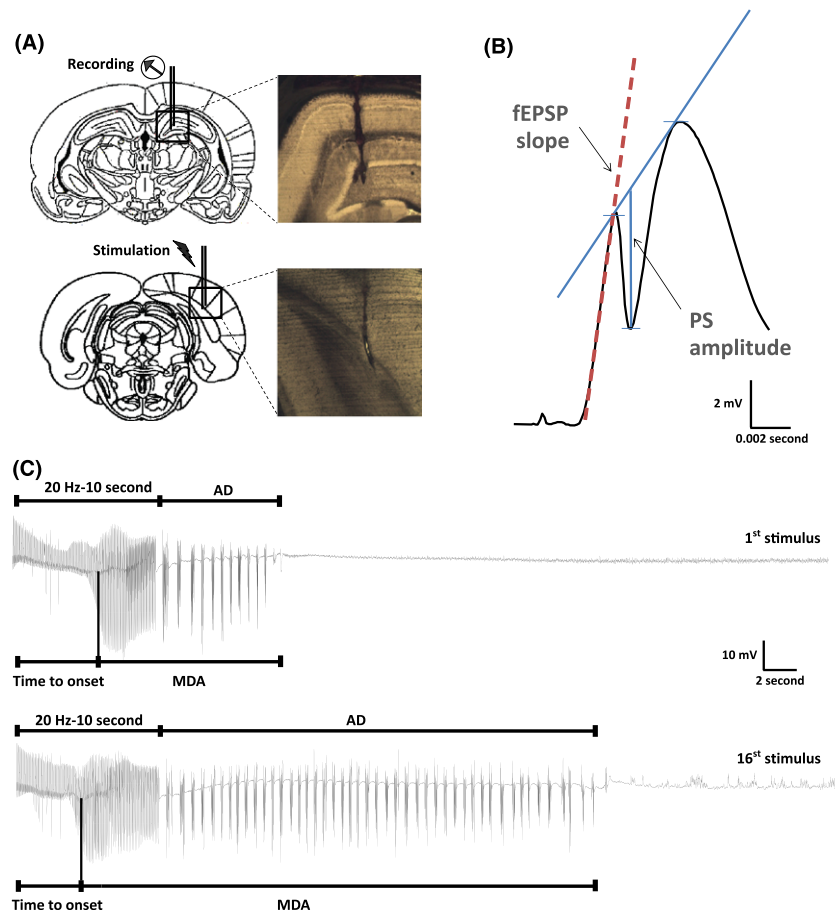 (A)
Recording
Stimulation
(B)
fEPSP
slope
PS
amplitude
2 mV
0.002 second
(C)
20 Hz-10 second
AD
1st stimulus
10 mV
2 second
Time to onset
MDA
20 Hz-10 second
AD
16st stimulus
Time to onset
MDA